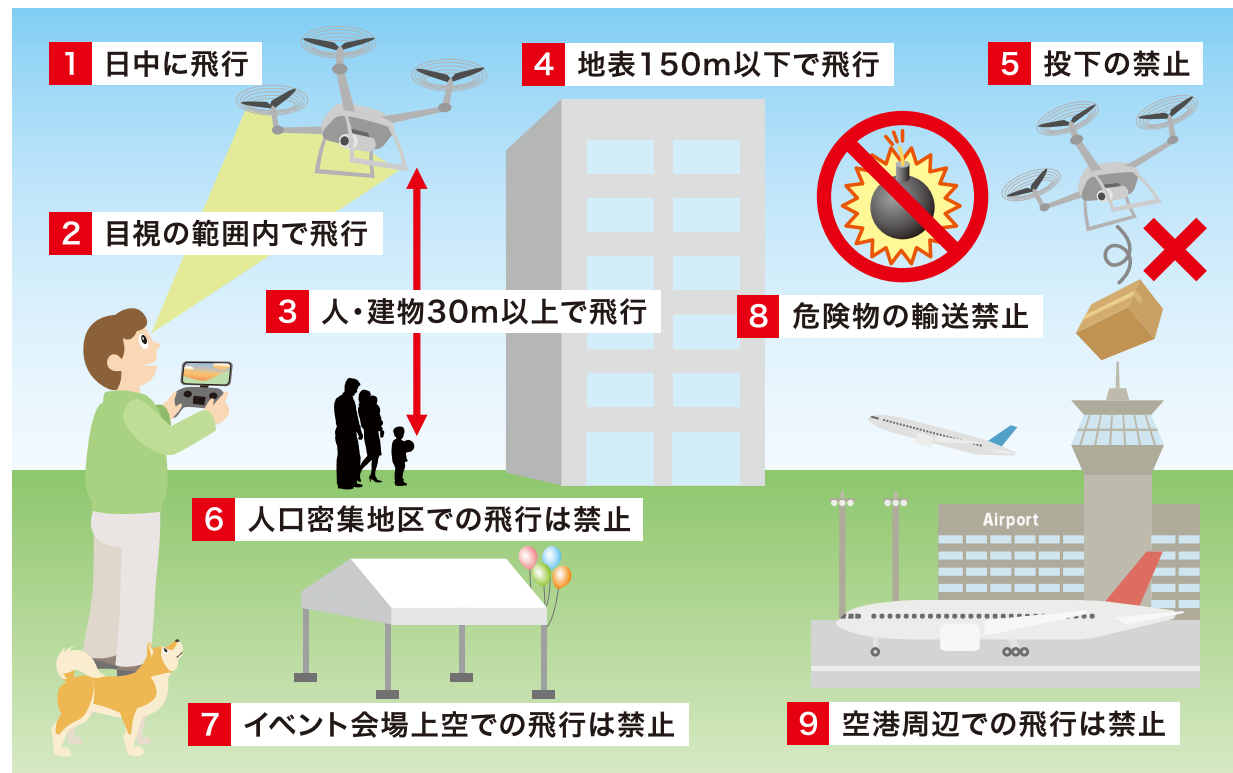 1 日中に飛行
4 地表150m以下で飛行
5 投下の禁止
2 目視の範囲内で飛行
3 人・建物30m以上で飛行
8 危険物の輸送禁止
6 人口密集地区での飛行は禁止
Airport
7 イベント会場上空での飛行は禁止
9 空港周辺での飛行は禁止